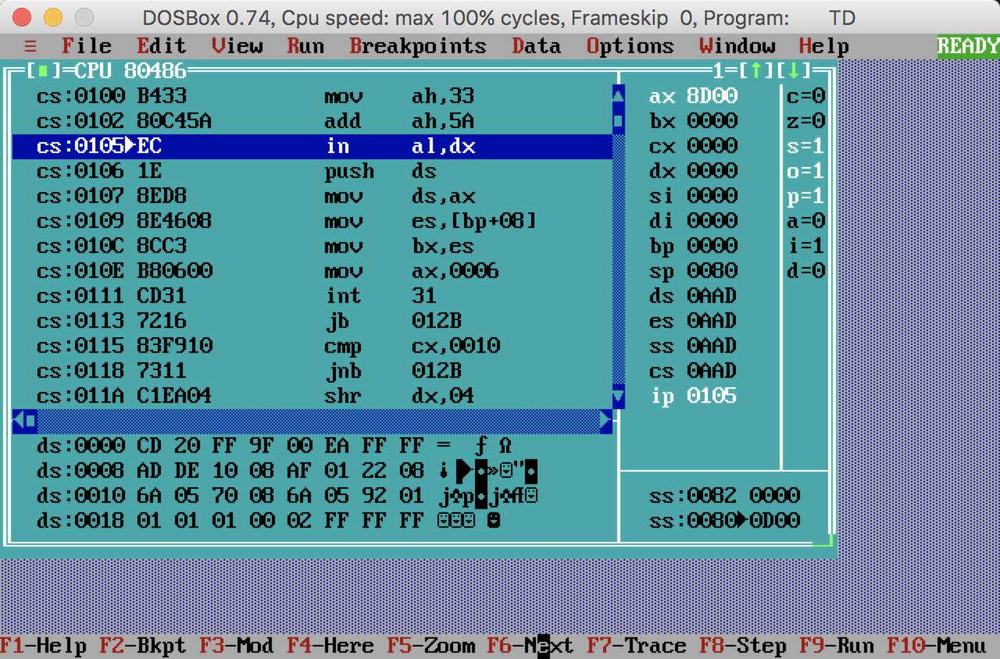 DOSBox 0.74, Cpu speed: max 100% cycles, Frameskip 0, Program: TD
≡ File Edit View Run Breakpoints Data Options Window Help READY
[■]=CPU 80486 1=[↑][↓]
cs:0100 B433 mov ah,33 ax 8D00 c=0
cs:0102 80C45A add ah,5A bx 0000 z=0
cs:0105►EC in al,dx cx 0000 s=1
cs:0106 1E push ds dx 0000 o=1
cs:0107 8ED8 mov ds,ax si 0000 p=1
cs:0109 8E4608 mov es,[bp+08] di 0000 a=0
cs:010C 8CC3 mov bx,es bp 0000 i=1
cs:010E B80600 mov ax,0006 sp 0080 d=0
cs:0111 CD31 int 31 ds 0AAD
cs:0113 7216 jb 012B es 0AAD
cs:0115 83F910 cmp cx,0010 ss 0AAD
cs:0118 7311 jnb 012B cs 0AAD
cs:011A C1EA04 shr dx,04 ip 0105
ds:0000 CD 20 FF 9F 00 EA FF FF = ƒ Ω
ds:0008 AD DE 10 08 AF 01 22 08 ¡▐►◘»☺"◘
ds:0010 6A 05 70 08 6A 05 92 01 j♣p◘j♣Æ☺ ss:0082 0000
ds:0018 01 01 01 00 02 FF FF FF ☺☺☺ ☻ ss:0080►0D00
F1-Help F2-Bkpt F3-Mod F4-Here F5-Zoom F6-Next F7-Trace F8-Step F9-Run F10-Menu